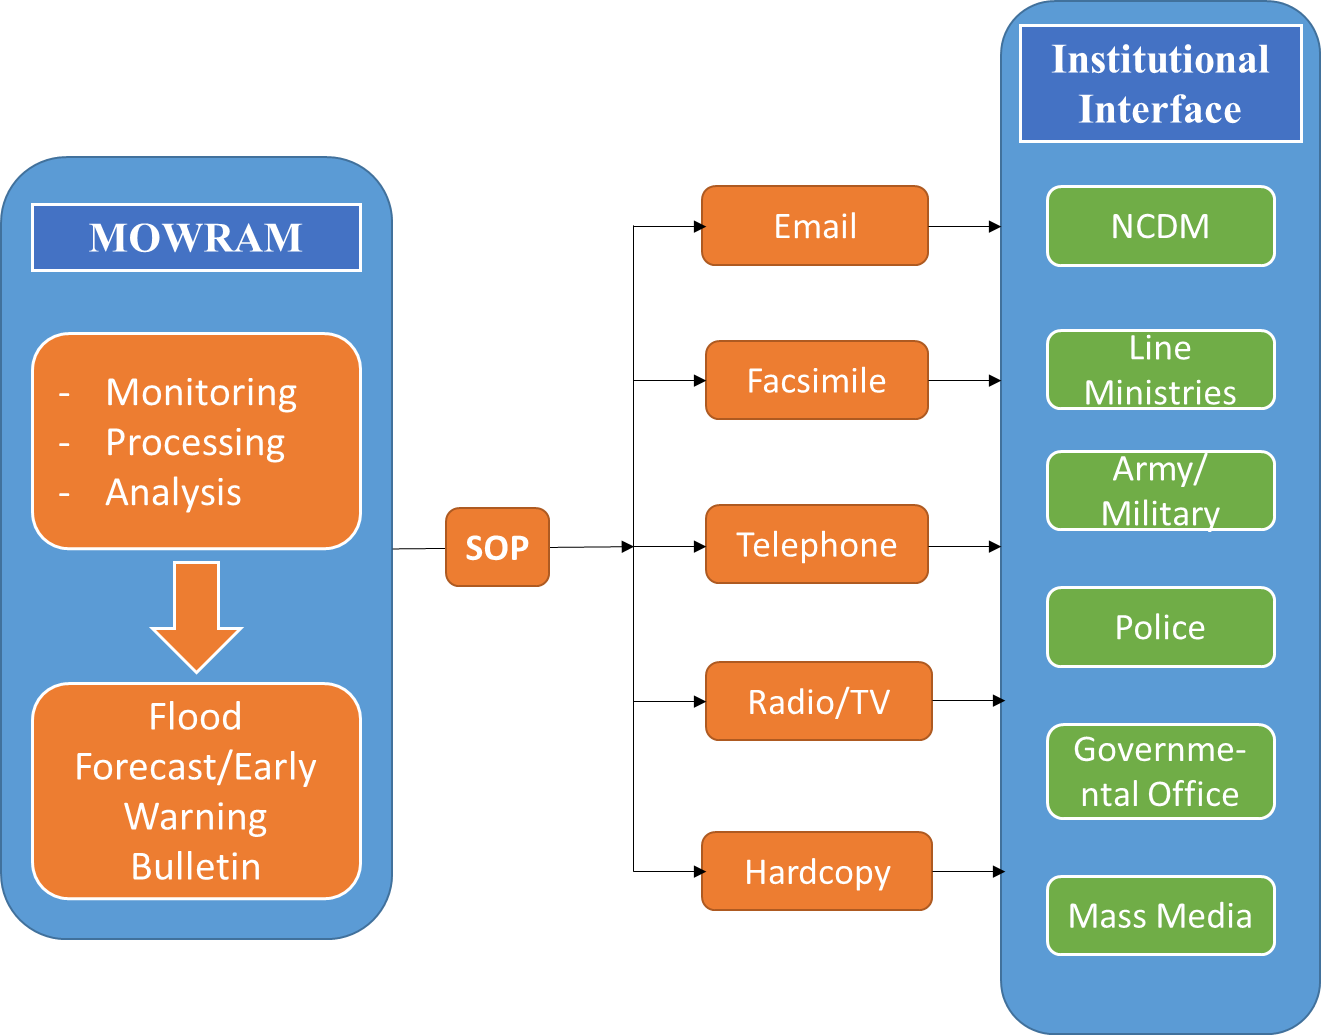 MOWRAM
- Monitoring
- Processing
- Analysis
Flood
Forecast/Early
Warning
Bulletin
SOP
Email
Facsimile
Telephone
Radio/TV
Hardcopy
Institutional
Interface
NCDM
Line
Ministries
Army/
Military
Police
Governme-
ntal Office
Mass Media